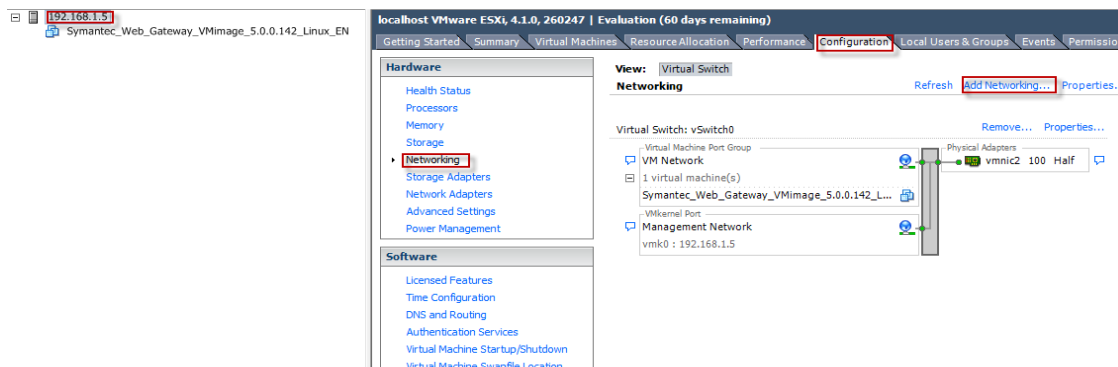 192.168.1.5
Symantec_Web_Gateway_VMimage_5.0.0.142_Linux_EN
localhost VMware ESXi, 4.1.0, 260247 | Evaluation (60 days remaining)
Getting Started Summary Virtual Machines Resource Allocation Performance Configuration Local Users & Groups Events Permissio
Hardware
Health Status
Processors
Memory
Storage
Networking
Storage Adapters
Network Adapters
Advanced Settings
Power Management
Software
Licensed Features
Time Configuration
DNS and Routing
Authentication Services
Virtual Machine Startup/Shutdown
Virtual Machine Swapfile Location
View: Virtual Switch
Networking Refresh Add Networking... Properties.
Virtual Switch: vSwitch0 Remove... Properties...
Virtual Machine Port Group Physical Adapters
VM Network vmnic2 100 Half
1 virtual machine(s)
Symantec_Web_Gateway_VMimage_5.0.0.142_L...
VMkernel Port
Management Network
vmk0 : 192.168.1.5